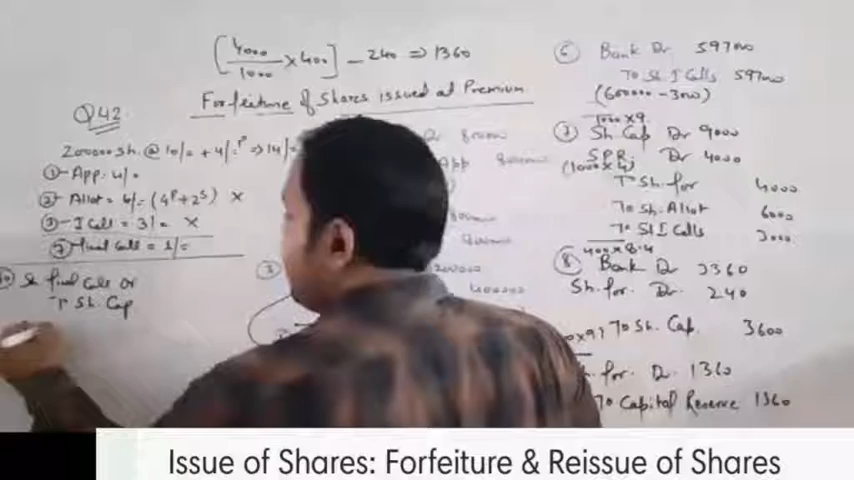 [4000/1000 × 400] - 240 ⇒ 1360
Forfeiture of Shares issued at Premium
Q42
200000 sh. @ 10/= + 4/=ᴾ ⇒ 14/=
① App. 4/=
② Allot = 6/= (4ᴾ+2ˢ) ×
③ I Call = 3/= ×
final Call = 1/=
Sh final Call Dr
To Sh. Cap
Dr 800000
App 800000
③
⑥ Bank Dr 597000
To Sh I Calls 597000
(600000 - 3000)
1000×9
⑦ Sh. Cap Dr 9000
SPR Dr 4000
(1000×4)
To Sh. for 4000
To Sh. Allot 6000
To Sh I Calls 3000
400×8.4
⑧ Bank Dr 3360
Sh. for. Dr. 240
To Sh. Cap. 3600
for. Dr. 1360
To Capital Reserve 1360
Issue of Shares: Forfeiture & Reissue of Shares